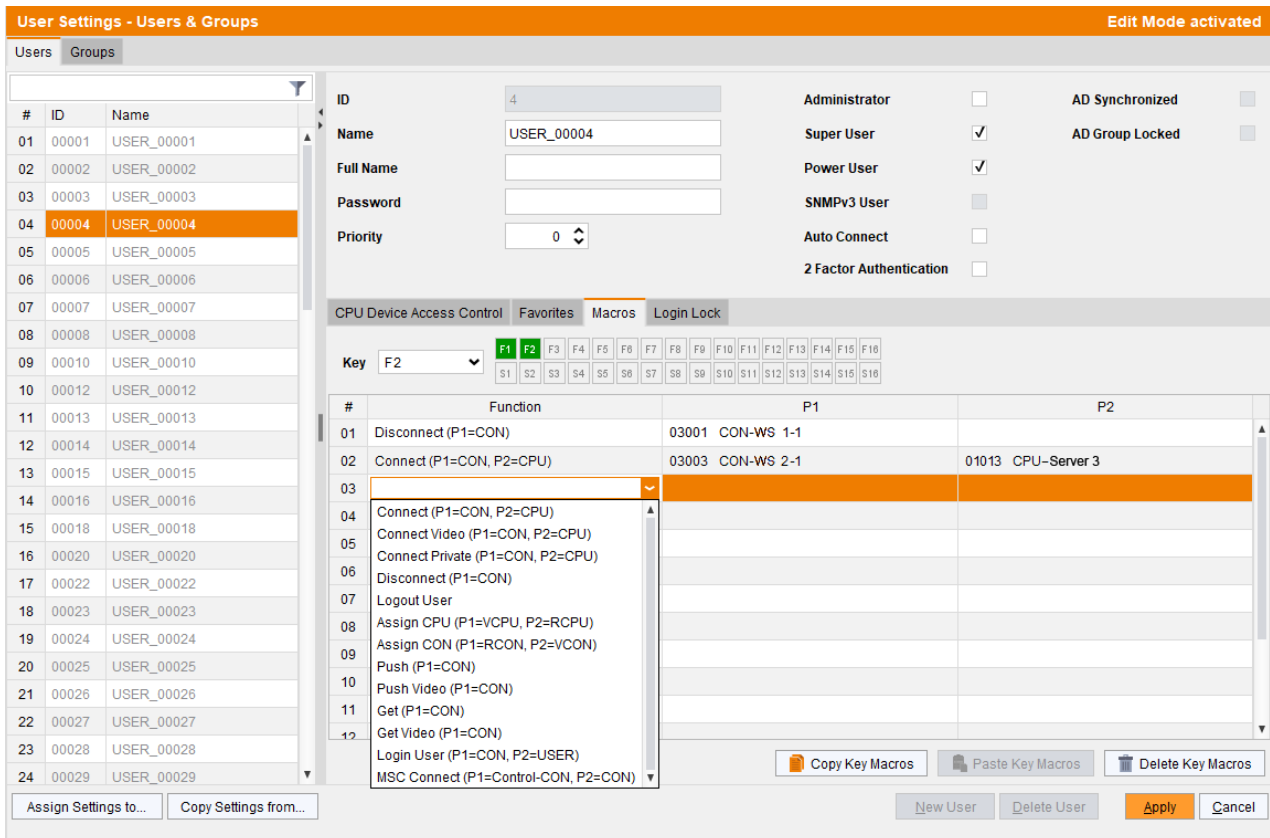 User Settings - Users & Groups Edit Mode activated
Users Groups
# ID Name
01 00001 USER_00001
02 00002 USER_00002
03 00003 USER_00003
04 00004 USER_00004
05 00005 USER_00005
06 00006 USER_00006
07 00007 USER_00007
08 00008 USER_00008
09 00010 USER_00010
10 00012 USER_00012
11 00013 USER_00013
12 00014 USER_00014
13 00015 USER_00015
14 00016 USER_00016
15 00018 USER_00018
16 00020 USER_00020
17 00022 USER_00022
18 00023 USER_00023
19 00024 USER_00024
20 00025 USER_00025
21 00026 USER_00026
22 00027 USER_00027
23 00028 USER_00028
24 00029 USER_00029
ID 4 Administrator AD Synchronized
Name USER_00004 Super User AD Group Locked
Full Name Power User
Password SNMPv3 User
Priority 0 Auto Connect
2 Factor Authentication
CPU Device Access Control Favorites Macros Login Lock
Key F2
F1 F2 F3 F4 F5 F6 F7 F8 F9 F10 F11 F12 F13 F14 F15 F16
S1 S2 S3 S4 S5 S6 S7 S8 S9 S10 S11 S12 S13 S14 S15 S16
# Function P1 P2
01 Disconnect (P1=CON) 03001 CON-WS 1-1
02 Connect (P1=CON, P2=CPU) 03003 CON-WS 2-1 01013 CPU-Server 3
03
04
05
06
07
08
09
10
11
12
Connect (P1=CON, P2=CPU)
Connect Video (P1=CON, P2=CPU)
Connect Private (P1=CON, P2=CPU)
Disconnect (P1=CON)
Logout User
Assign CPU (P1=VCPU, P2=RCPU)
Assign CON (P1=RCON, P2=VCON)
Push (P1=CON)
Push Video (P1=CON)
Get (P1=CON)
Get Video (P1=CON)
Login User (P1=CON, P2=USER)
MSC Connect (P1=Control-CON, P2=CON)
Copy Key Macros Paste Key Macros Delete Key Macros
Assign Settings to... Copy Settings from... New User Delete User Apply Cancel